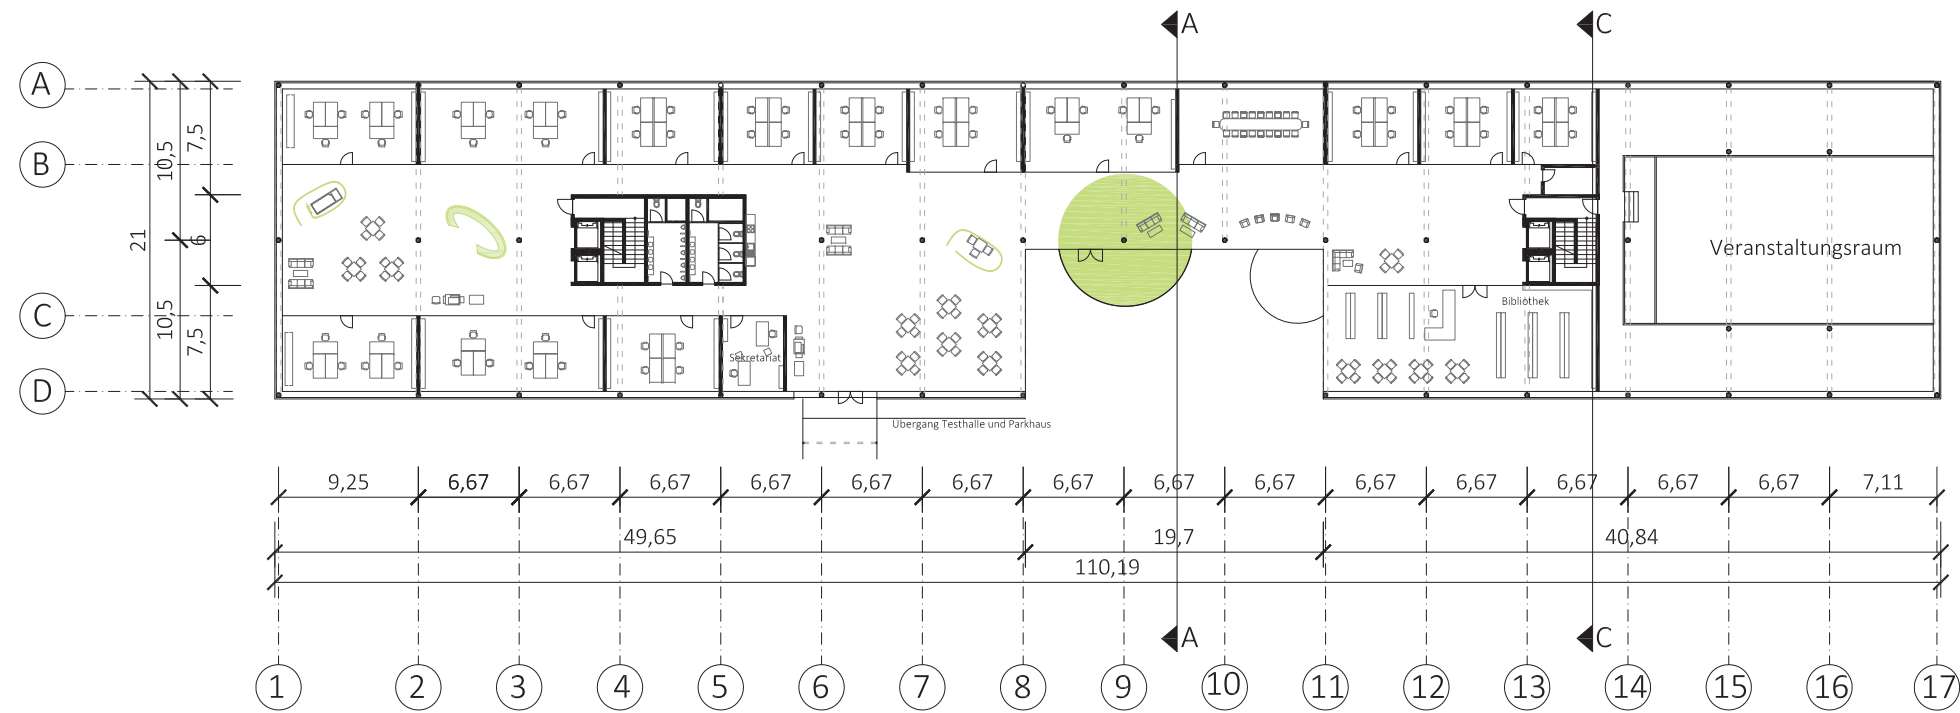 A
C
A
B
C
D
7,5
10,5
6
21
10,5
7,5
Veranstaltungsraum
Bibliothek
Sekretariat
Übergang Testhalle und Parkhaus
9,25 6,67 6,67 6,67 6,67 6,67 6,67 6,67 6,67 6,67 6,67 6,67 6,67 6,67 6,67 7,11
49,65 19,7 40,84
110,19
A C
1 2 3 4 5 6 7 8 9 10 11 12 13 14 15 16 17